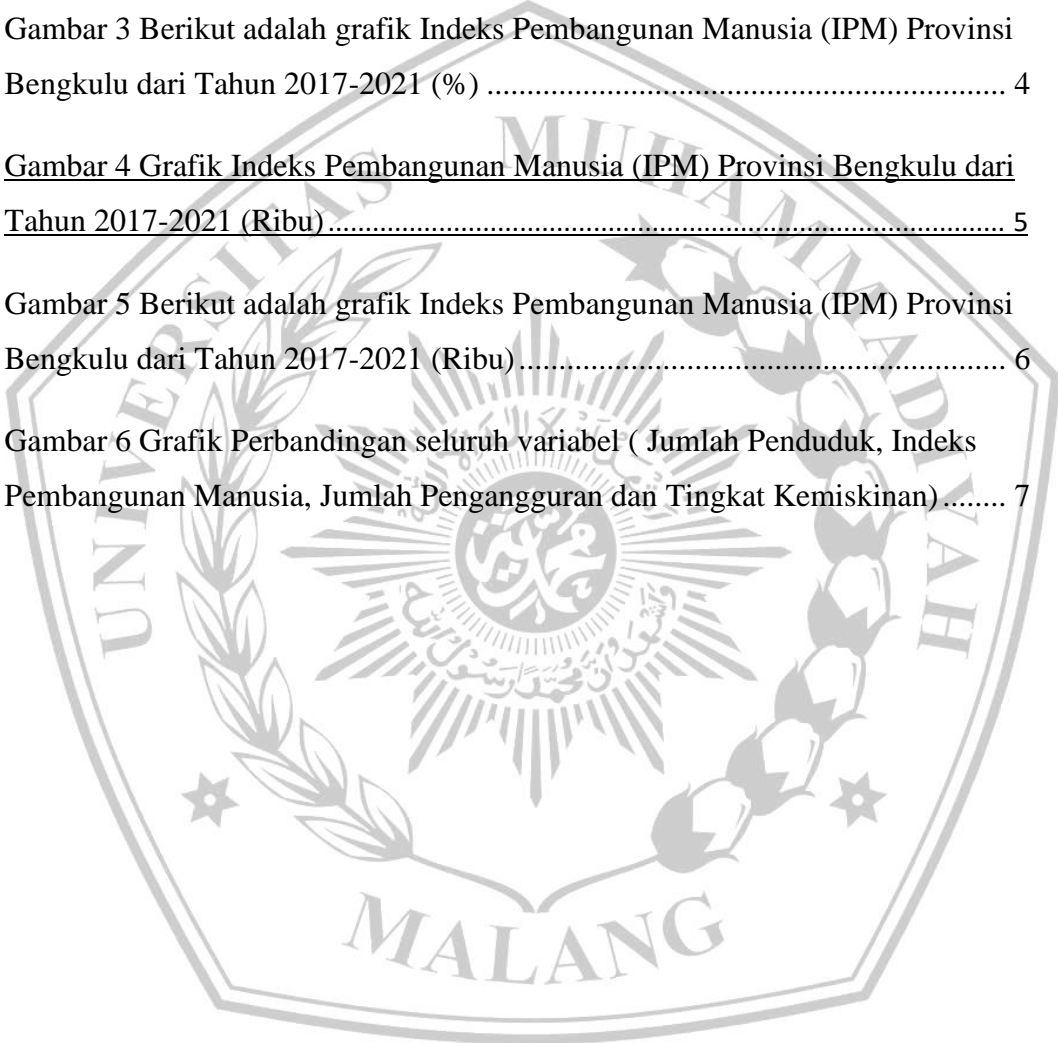 Gambar 3 Berikut adalah grafik Indeks Pembangunan Manusia (IPM) Provinsi
Bengkulu dari Tahun 2017-2021 (%) ................................................................ 4
Gambar 4 Grafik Indeks Pembangunan Manusia (IPM) Provinsi Bengkulu dari
Tahun 2017-2021 (Ribu) ........................................................................................ 5
Gambar 5 Berikut adalah grafik Indeks Pembangunan Manusia (IPM) Provinsi
Bengkulu dari Tahun 2017-2021 (Ribu) ............................................................ 6
Gambar 6 Grafik Perbandingan seluruh variabel ( Jumlah Penduduk, Indeks
Pembangunan Manusia, Jumlah Pengangguran dan Tingkat Kemiskinan) ........ 7
UNIVERSITAS MUHAMMADIYAH
MALANG